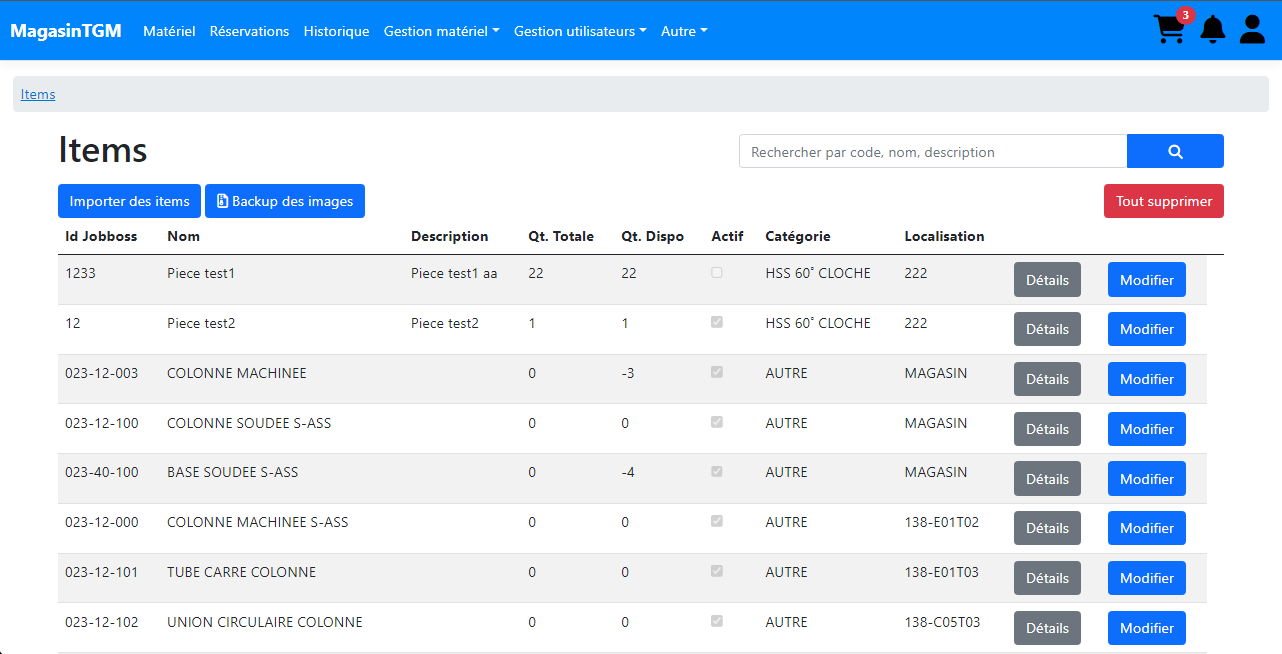 MagasinTGM Matériel Réservations Historique Gestion matériel Gestion utilisateurs Autre 3
Items
Items
Rechercher par code, nom, description
Importer des items Backup des images Tout supprimer
Id Jobboss Nom Description Qt. Totale Qt. Dispo Actif Catégorie Localisation
1233 Piece test1 Piece test1 aa 22 22 HSS 60° CLOCHE 222 Détails Modifier
12 Piece test2 Piece test2 1 1 HSS 60° CLOCHE 222 Détails Modifier
023-12-003 COLONNE MACHINEE 0 -3 AUTRE MAGASIN Détails Modifier
023-12-100 COLONNE SOUDEE S-ASS 0 0 AUTRE MAGASIN Détails Modifier
023-40-100 BASE SOUDEE S-ASS 0 -4 AUTRE MAGASIN Détails Modifier
023-12-000 COLONNE MACHINEE S-ASS 0 0 AUTRE 138-E01T02 Détails Modifier
023-12-101 TUBE CARRE COLONNE 0 0 AUTRE 138-E01T03 Détails Modifier
023-12-102 UNION CIRCULAIRE COLONNE 0 0 AUTRE 138-C05T03 Détails Modifier